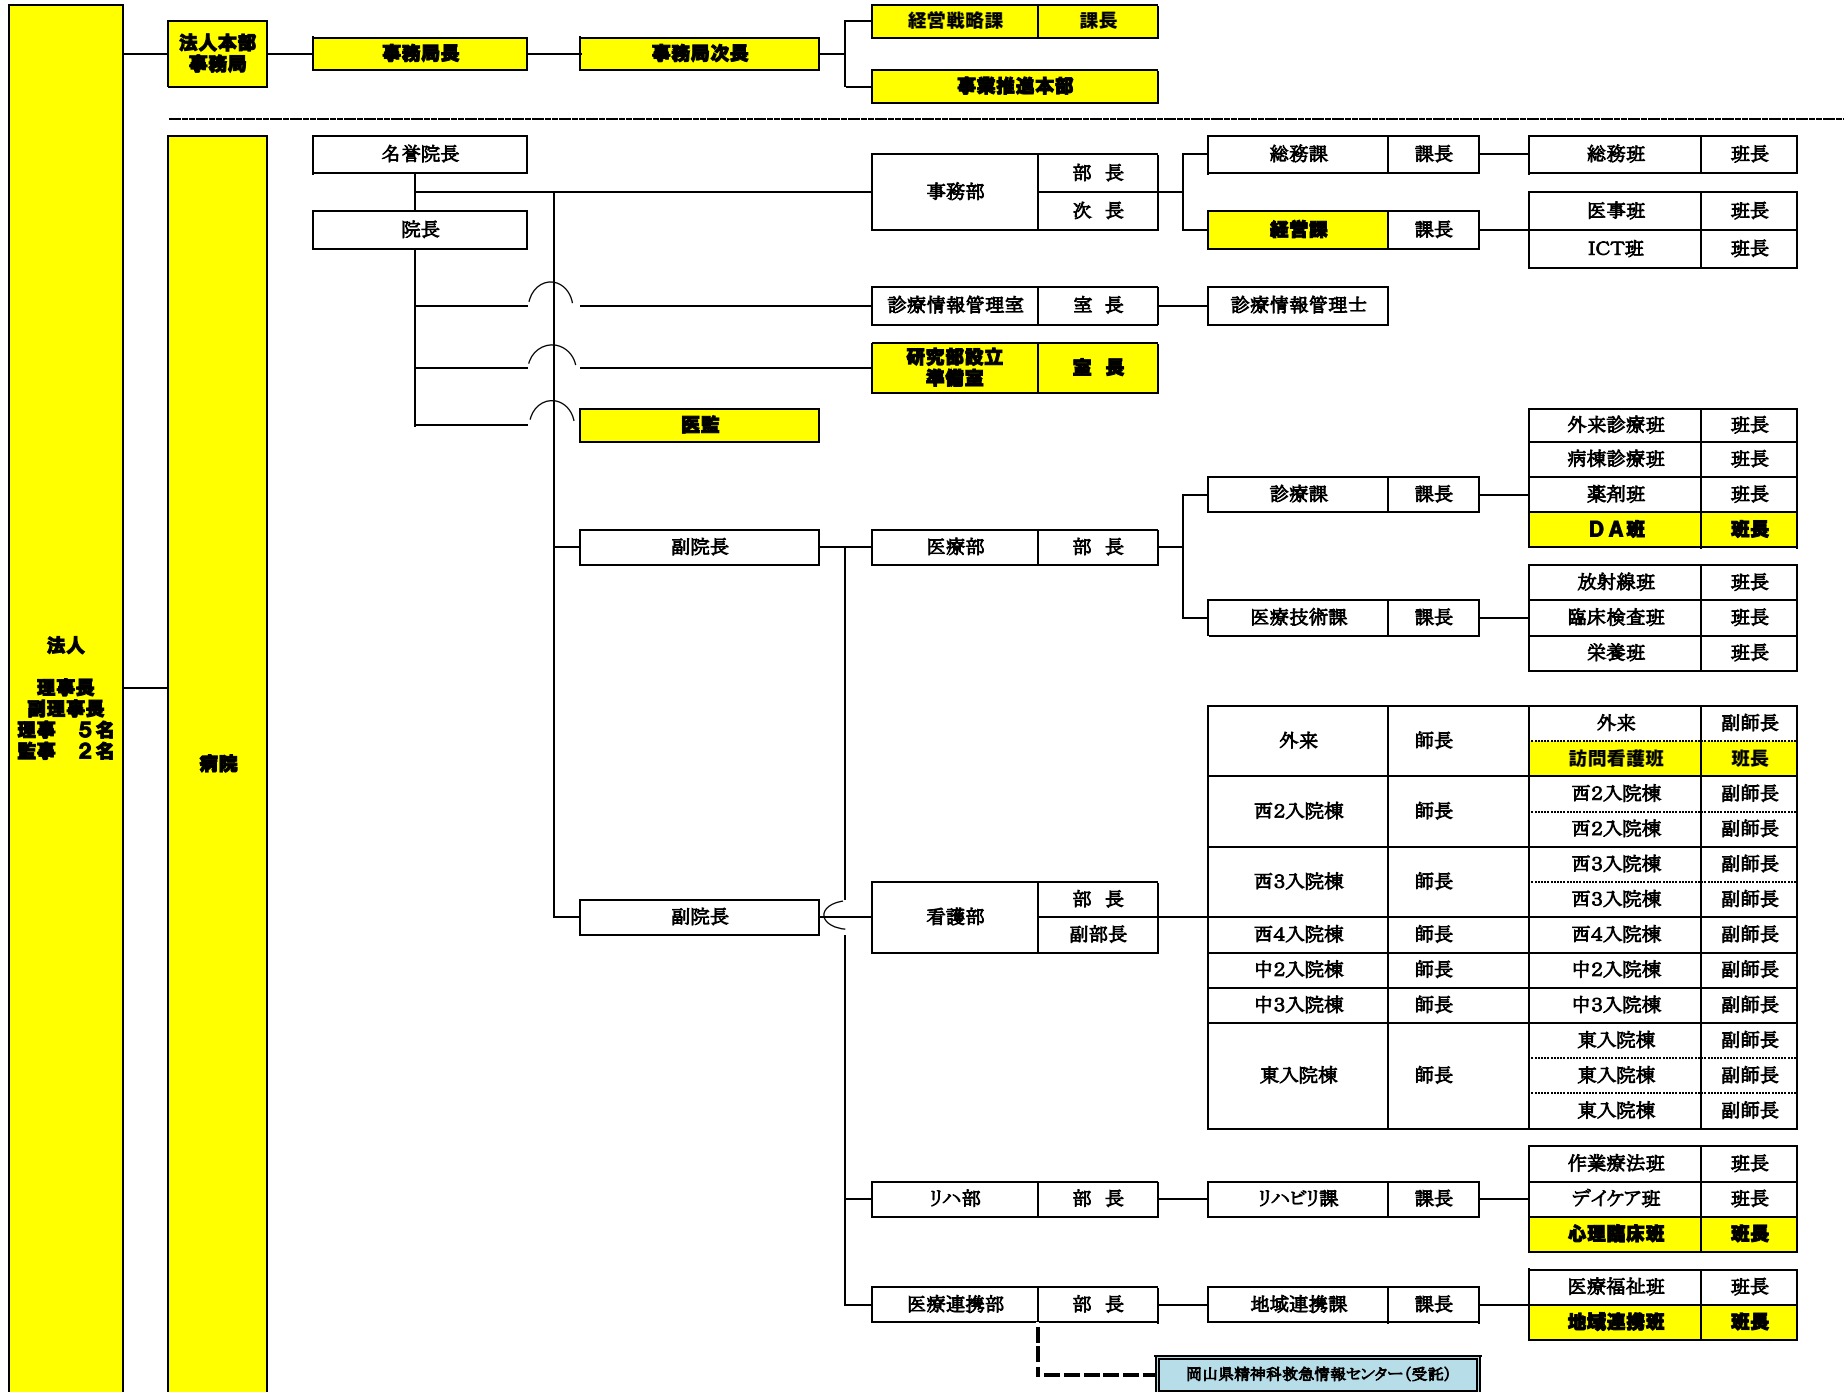 法人
理事長
副理事長
理事　５名
監事　２名
法人本部
事務局
事務局長
事務局次長
経営戦略課 課長
事業推進本部
病院
名誉院長
院長
事務部 部 長
次 長
総務課 課長
総務班 班長
経営課 課長
医事班 班長
ICT班 班長
診療情報管理室 室 長
診療情報管理士
研究部設立
準備室
室 長
医監
副院長
医療部 部 長
診療課 課長
外来診療班 班長
病棟診療班 班長
薬剤班 班長
ＤＡ班 班長
医療技術課 課長
放射線班 班長
臨床検査班 班長
栄養班 班長
副院長
看護部 部 長
副部長
外来 師長
外来 副師長
訪問看護班 班長
西2入院棟 師長
西2入院棟 副師長
西2入院棟 副師長
西3入院棟 師長
西3入院棟 副師長
西3入院棟 副師長
西4入院棟 師長 西4入院棟 副師長
中2入院棟 師長 中2入院棟 副師長
中3入院棟 師長 中3入院棟 副師長
東入院棟 師長
東入院棟 副師長
東入院棟 副師長
東入院棟 副師長
リハ部 部 長
リハビリ課 課長
作業療法班 班長
デイケア班 班長
心理臨床班 班長
医療連携部 部 長
地域連携課 課長
医療福祉班 班長
地域連携班 班長
岡山県精神科救急情報センター（受託）